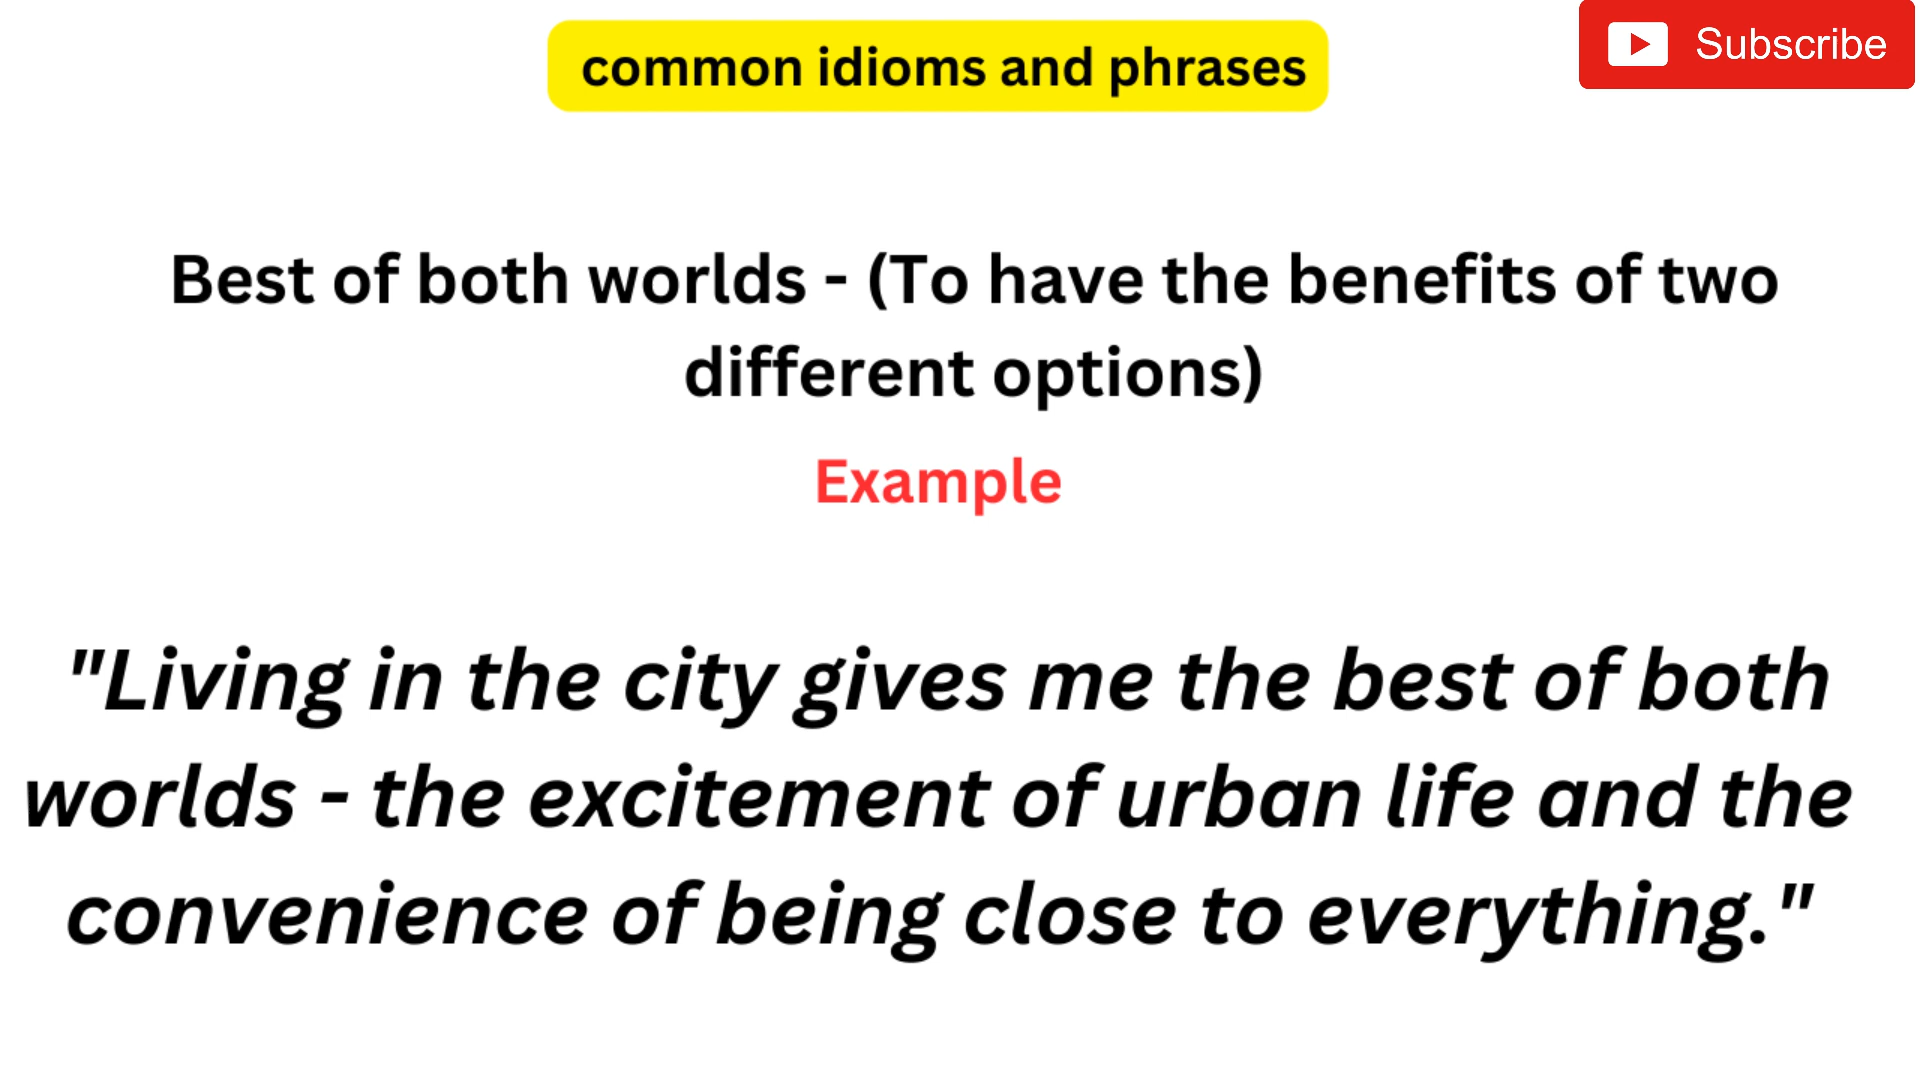 common idioms and phrases
Subscribe
Best of both worlds - (To have the benefits of two
different options)
Example
"Living in the city gives me the best of both
worlds - the excitement of urban life and the
convenience of being close to everything."